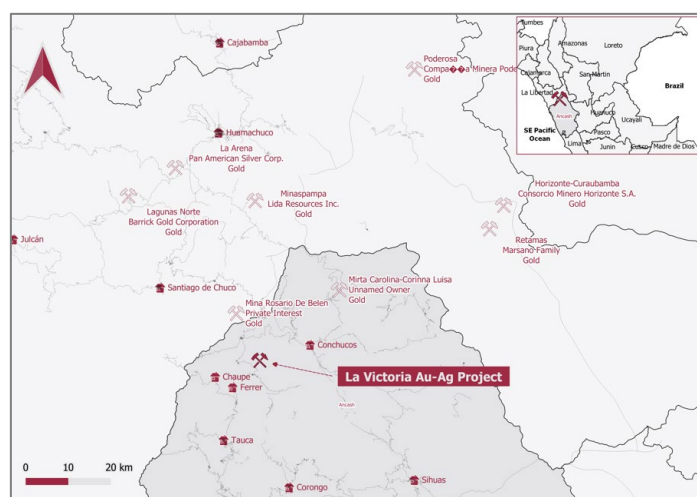 Cajabamba
Poderosa
Compa��a Minera Pode
Gold
Huamachuco
La Arena
Pan American Silver Corp.
Gold
Minaspampa
Lida Resources Inc.
Gold
Lagunas Norte
Barrick Gold Corporation
Gold
Horizonte-Curaubamba
Consorcio Minero Horizonte S.A.
Gold
Retamas
Marsano Family
Gold
Julcán
Santiago de Chuco
Mirta Carolina-Corinna Luisa
Unnamed Owner
Gold
Mina Rosario De Belen
Private Interest
Gold
Conchucos
La Victoria Au-Ag Project
Chaupe
Ferrer
Ancash
Tauca
Corongo
Sihuas
0 10 20 km
Tumbes
Piura
Amazonas
Loreto
Cajamarca
San Martin
La Libertad
Brazil
Ancash
Huanuco
Ucayali
Pasco
SE Pacific
Ocean
Lima
Junin
Cusco
Madre de Dios